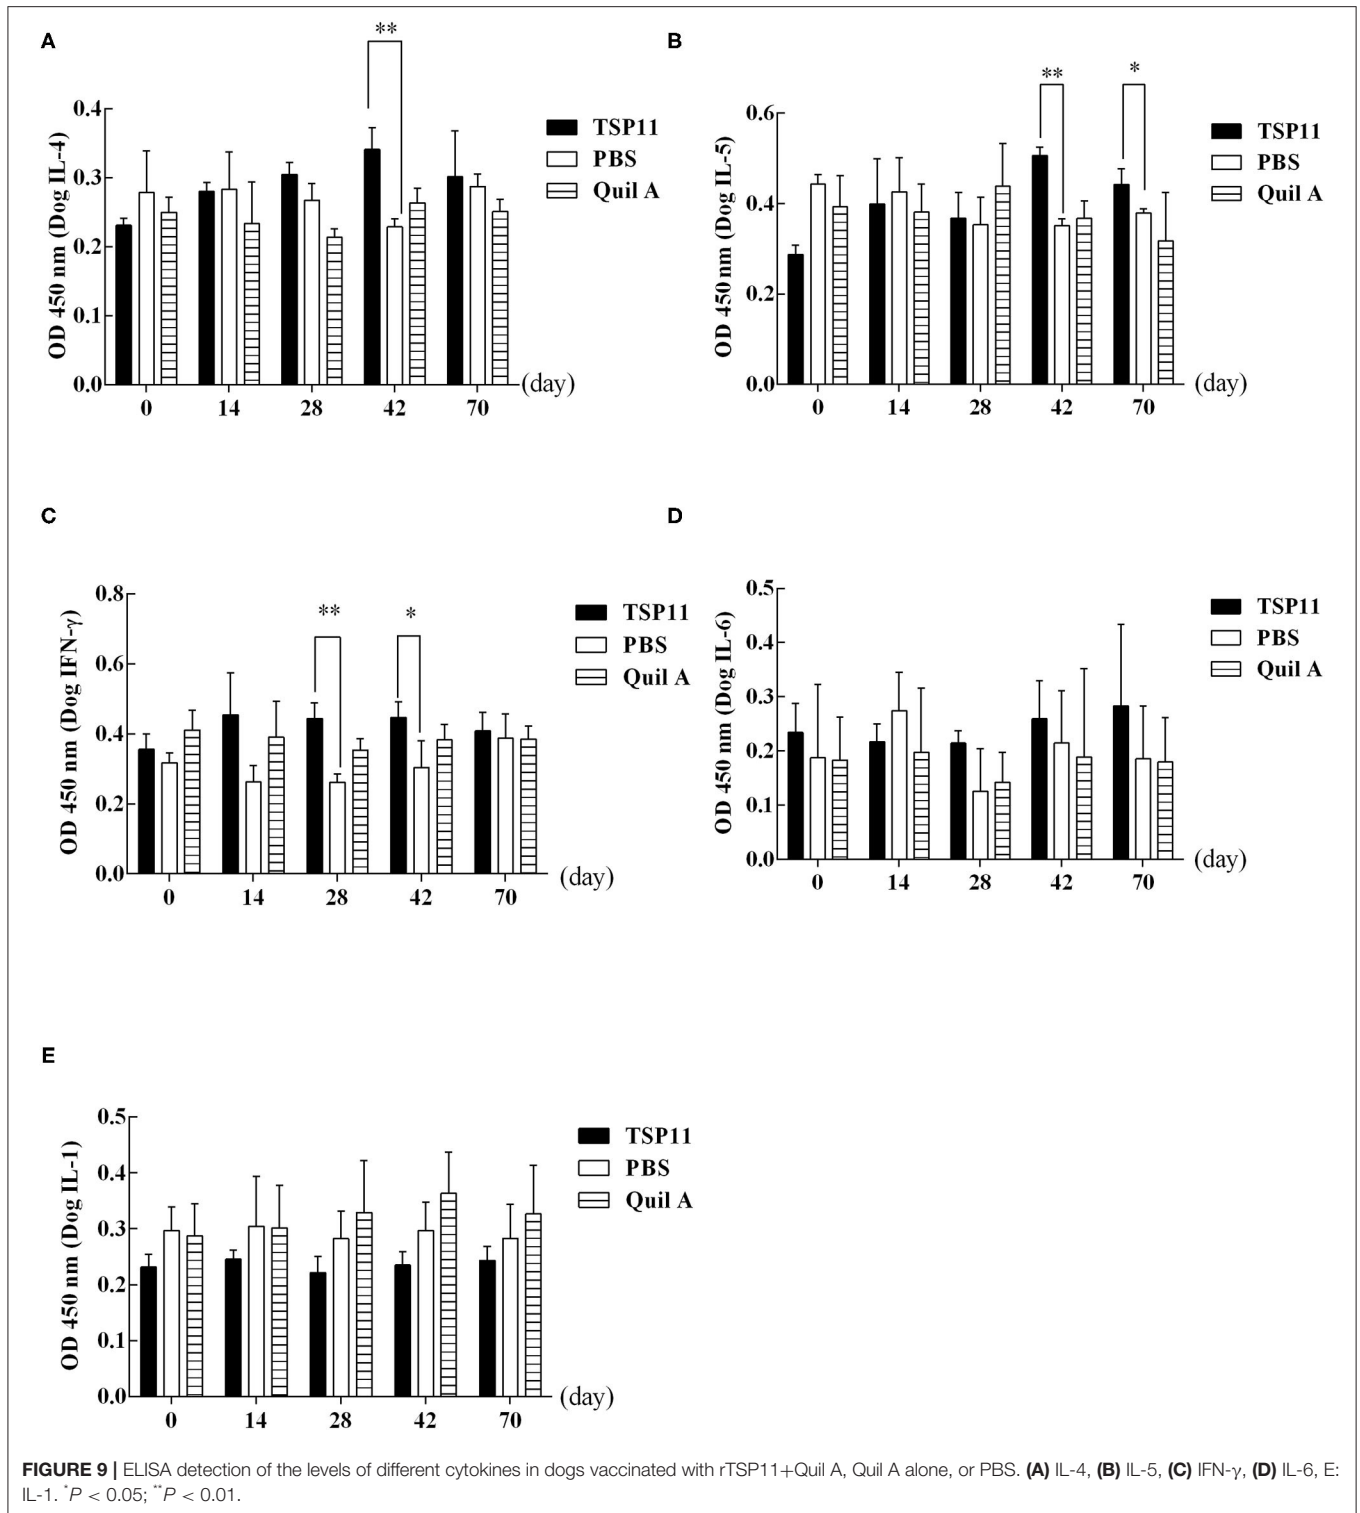 A
**
OD 450 nm (Dog IL-4)
0.4
0.3
0.2
0.1
0.0
0 14 28 42 70
(day)
TSP11
PBS
Quil A
B
** *
OD 450 nm (Dog IL-5)
0.6
0.4
0.2
0.0
0 14 28 42 70
(day)
TSP11
PBS
Quil A
C
** *
OD 450 nm (Dog IFN-γ)
0.8
0.6
0.4
0.2
0.0
0 14 28 42 70
(day)
TSP11
PBS
Quil A
D
OD 450 nm (Dog IL-6)
0.5
0.4
0.3
0.2
0.1
0.0
0 14 28 42 70
(day)
TSP11
PBS
Quil A
E
OD 450 nm (Dog IL-1)
0.5
0.4
0.3
0.2
0.1
0.0
0 14 28 42 70
(day)
TSP11
PBS
Quil A
FIGURE 9 | ELISA detection of the levels of different cytokines in dogs vaccinated with rTSP11+Quil A, Quil A alone, or PBS. (A) IL-4, (B) IL-5, (C) IFN-γ, (D) IL-6, E:
IL-1. *P < 0.05; **P < 0.01.